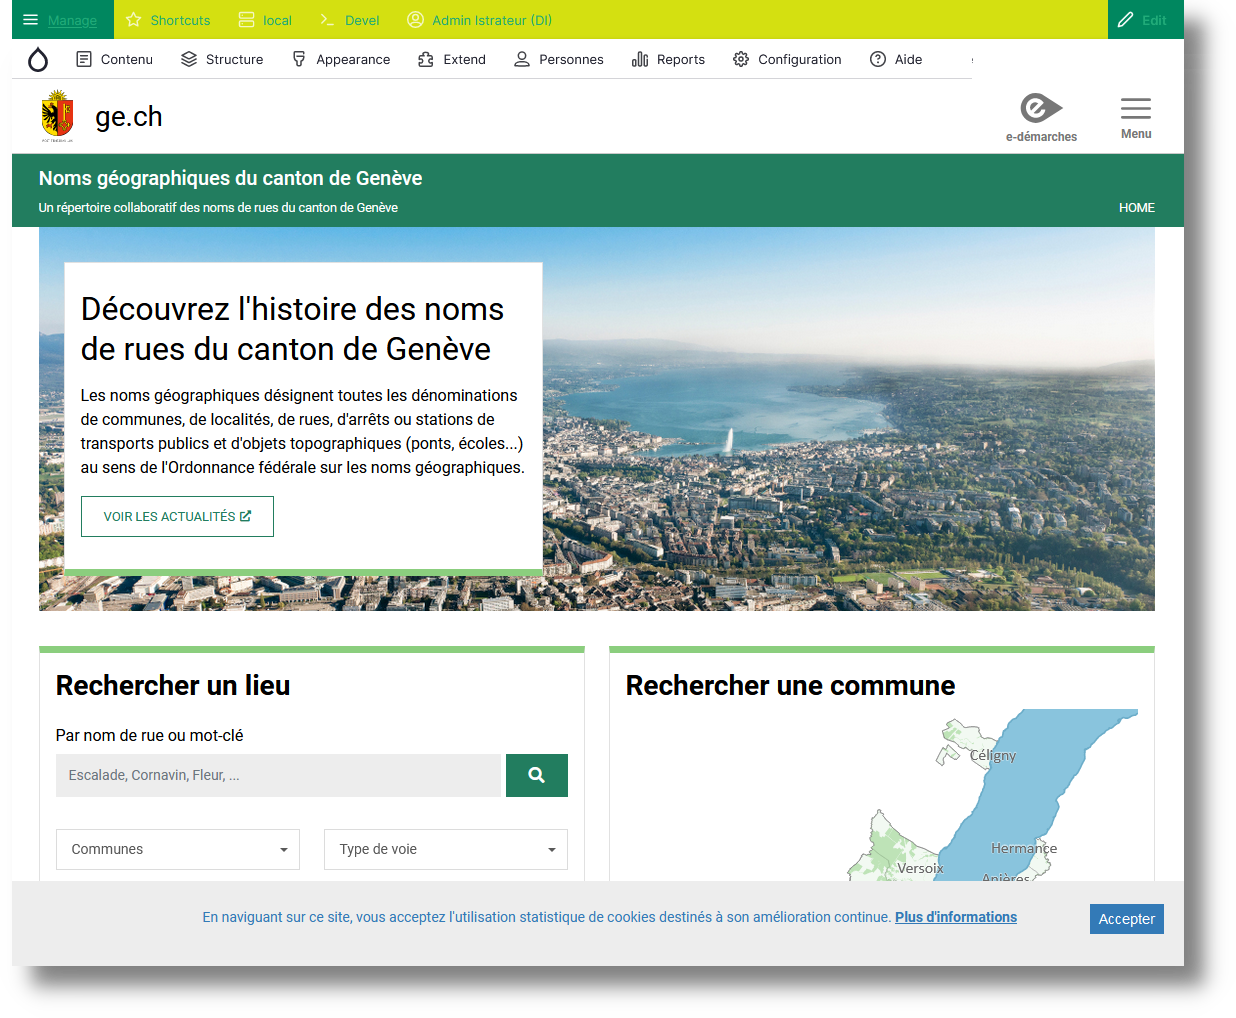 Manage
Shortcuts
local
Devel
Admin Istrateur (DI)
Edit
Contenu
Structure
Appearance
Extend
Personnes
Reports
Configuration
Aide
ge.ch
e-démarches
Menu
Noms géographiques du canton de Genève
Un répertoire collaboratif des noms de rues du canton de Genève
HOME
Découvrez l'histoire des noms
de rues du canton de Genève
Les noms géographiques désignent toutes les dénominations
de communes, de localités, de rues, d'arrêts ou stations de
transports publics et d'objets topographiques (ponts, écoles...)
au sens de l'Ordonnance fédérale sur les noms géographiques.
VOIR LES ACTUALITÉS
Rechercher un lieu
Par nom de rue ou mot-clé
Escalade, Cornavin, Fleur, ...
Communes
Type de voie
Rechercher une commune
Céligny
Hermance
Versoix
Anières
En naviguant sur ce site, vous acceptez l'utilisation statistique de cookies destinés à son amélioration continue. Plus d'informations
Accepter